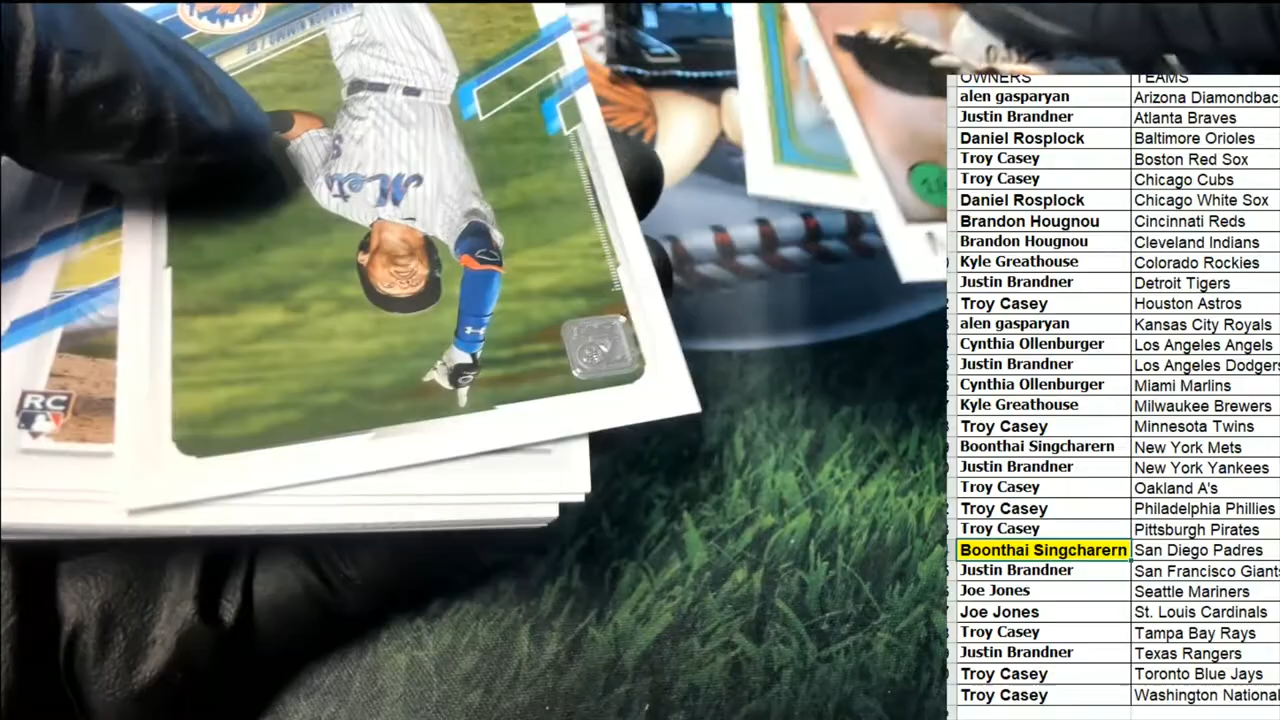 OWNERS TEAMS
alen gasparyan Arizona Diamondbac
Justin Brandner Atlanta Braves
Daniel Rosplock Baltimore Orioles
Troy Casey Boston Red Sox
Troy Casey Chicago Cubs
Daniel Rosplock Chicago White Sox
Brandon Hougnou Cincinnati Reds
Brandon Hougnou Cleveland Indians
Kyle Greathouse Colorado Rockies
Justin Brandner Detroit Tigers
Troy Casey Houston Astros
alen gasparyan Kansas City Royals
Cynthia Ollenburger Los Angeles Angels
Justin Brandner Los Angeles Dodgers
Cynthia Ollenburger Miami Marlins
Kyle Greathouse Milwaukee Brewers
Troy Casey Minnesota Twins
Boonthai Singcharern New York Mets
Justin Brandner New York Yankees
Troy Casey Oakland A's
Troy Casey Philadelphia Phillies
Troy Casey Pittsburgh Pirates
Boonthai Singcharern San Diego Padres
Justin Brandner San Francisco Giants
Joe Jones Seattle Mariners
Joe Jones St. Louis Cardinals
Troy Casey Tampa Bay Rays
Justin Brandner Texas Rangers
Troy Casey Toronto Blue Jays
Troy Casey Washington National
Mets
RC